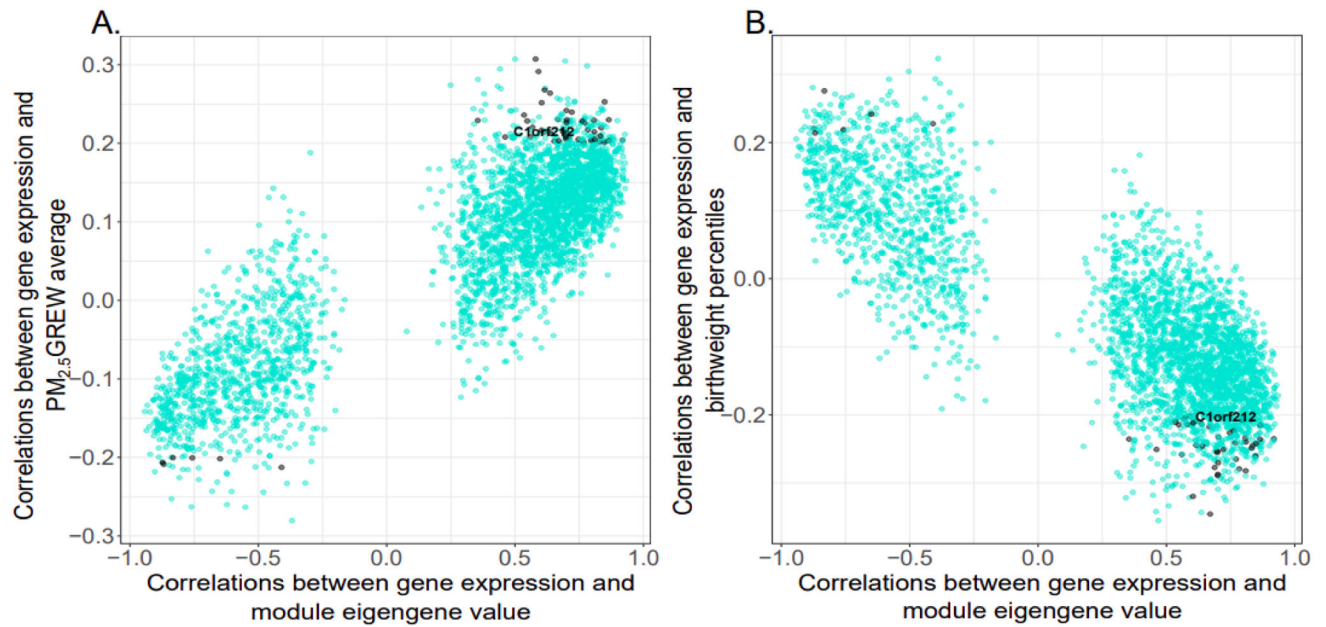 A.
Correlations between gene expression and
PM2.5GREW average
0.3
0.2
0.1
0.0
−0.1
−0.2
−0.3
C1orf212
−1.0 −0.5 0.0 0.5 1.0
Correlations between gene expression and
module eigengene value
B.
Correlations between gene expression and
birthweight percentiles
0.2
0.0
−0.2
C1orf212
−1.0 −0.5 0.0 0.5 1.0
Correlations between gene expression and
module eigengene value